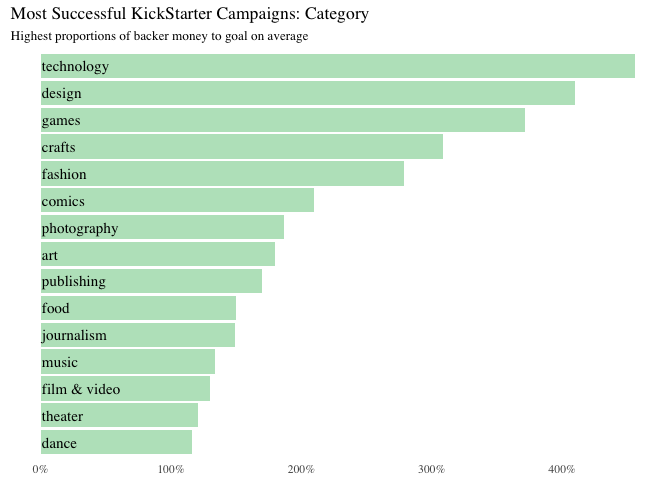 Most Successful KickStarter Campaigns: Category
Highest proportions of backer money to goal on average
technology
design
games
crafts
fashion
comics
photography
art
publishing
food
journalism
music
film & video
theater
dance
0% 100% 200% 300% 400%